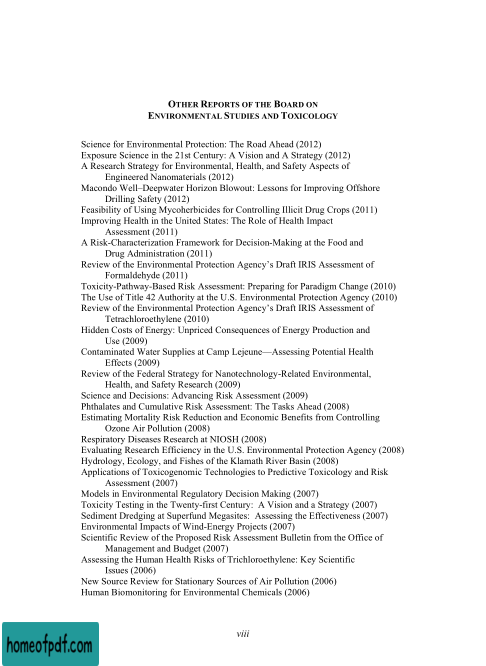 OTHER REPORTS OF THE BOARD ON
ENVIRONMENTAL STUDIES AND TOXICOLOGY
Science for Environmental Protection: The Road Ahead (2012)
Exposure Science in the 21st Century: A Vision and A Strategy (2012)
A Research Strategy for Environmental, Health, and Safety Aspects of
Engineered Nanomaterials (2012)
Macondo Well–Deepwater Horizon Blowout: Lessons for Improving Offshore
Drilling Safety (2012)
Feasibility of Using Mycoherbicides for Controlling Illicit Drug Crops (2011)
Improving Health in the United States: The Role of Health Impact
Assessment (2011)
A Risk-Characterization Framework for Decision-Making at the Food and
Drug Administration (2011)
Review of the Environmental Protection Agency’s Draft IRIS Assessment of
Formaldehyde (2011)
Toxicity-Pathway-Based Risk Assessment: Preparing for Paradigm Change (2010)
The Use of Title 42 Authority at the U.S. Environmental Protection Agency (2010)
Review of the Environmental Protection Agency’s Draft IRIS Assessment of
Tetrachloroethylene (2010)
Hidden Costs of Energy: Unpriced Consequences of Energy Production and
Use (2009)
Contaminated Water Supplies at Camp Lejeune—Assessing Potential Health
Effects (2009)
Review of the Federal Strategy for Nanotechnology-Related Environmental,
Health, and Safety Research (2009)
Science and Decisions: Advancing Risk Assessment (2009)
Phthalates and Cumulative Risk Assessment: The Tasks Ahead (2008)
Estimating Mortality Risk Reduction and Economic Benefits from Controlling
Ozone Air Pollution (2008)
Respiratory Diseases Research at NIOSH (2008)
Evaluating Research Efficiency in the U.S. Environmental Protection Agency (2008)
Hydrology, Ecology, and Fishes of the Klamath River Basin (2008)
Applications of Toxicogenomic Technologies to Predictive Toxicology and Risk
Assessment (2007)
Models in Environmental Regulatory Decision Making (2007)
Toxicity Testing in the Twenty-first Century: A Vision and a Strategy (2007)
Sediment Dredging at Superfund Megasites: Assessing the Effectiveness (2007)
Environmental Impacts of Wind-Energy Projects (2007)
Scientific Review of the Proposed Risk Assessment Bulletin from the Office of
Management and Budget (2007)
Assessing the Human Health Risks of Trichloroethylene: Key Scientific
Issues (2006)
New Source Review for Stationary Sources of Air Pollution (2006)
Human Biomonitoring for Environmental Chemicals (2006)
viii
homeofpdf.com